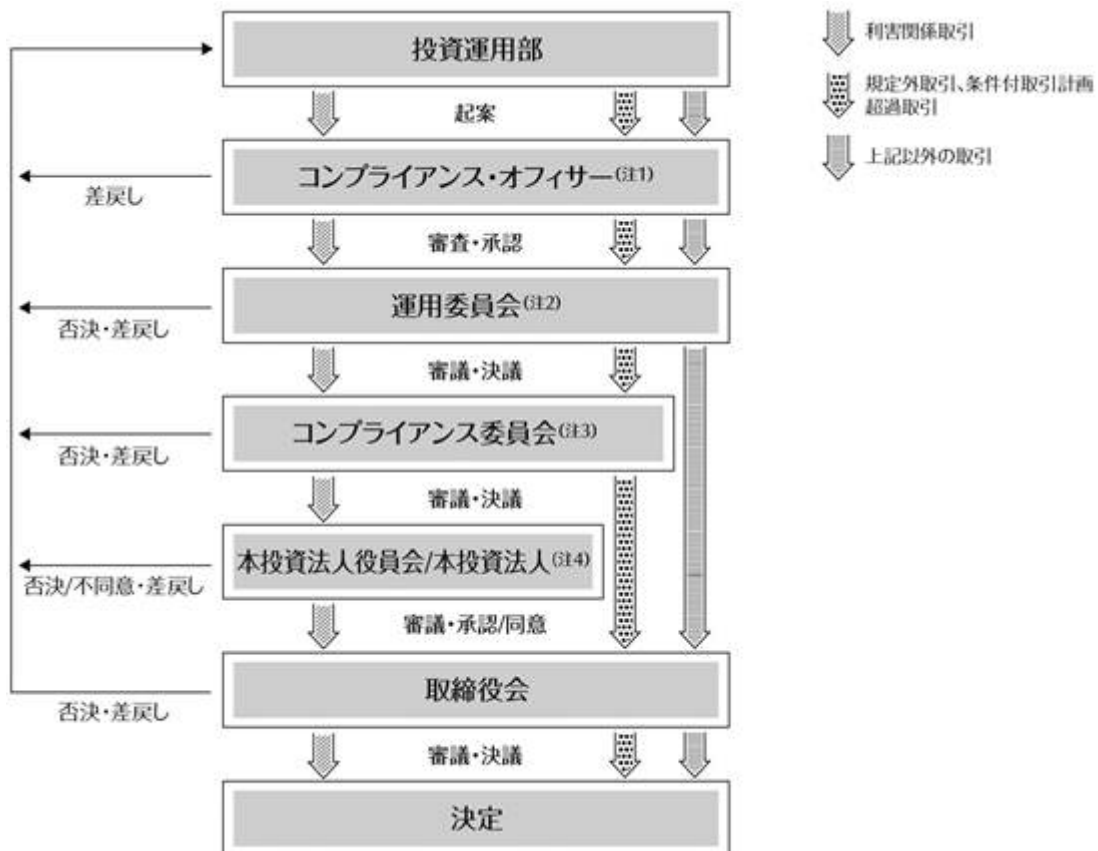 投資運用部
利害関係取引
規定外取引、条件付取引計画
超過取引
上記以外の取引
起案
コンプライアンス・オフィサー(注1)
差戻し
審査・承認
運用委員会(注2)
否決・差戻し
審議・決議
コンプライアンス委員会(注3)
否決・差戻し
審議・決議
本投資法人役員会/本投資法人(注4)
否決/不同意・差戻し
審議・承認/同意
取締役会
否決・差戻し
審議・決議
決定